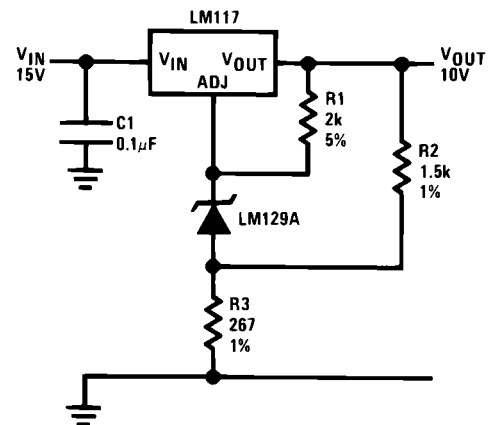 LM117
VIN
15V
VIN
VOUT
ADJ
VOUT
10V
C1
0.1μF
R1
2k
5%
R2
1.5k
1%
LM129A
R3
267
1%